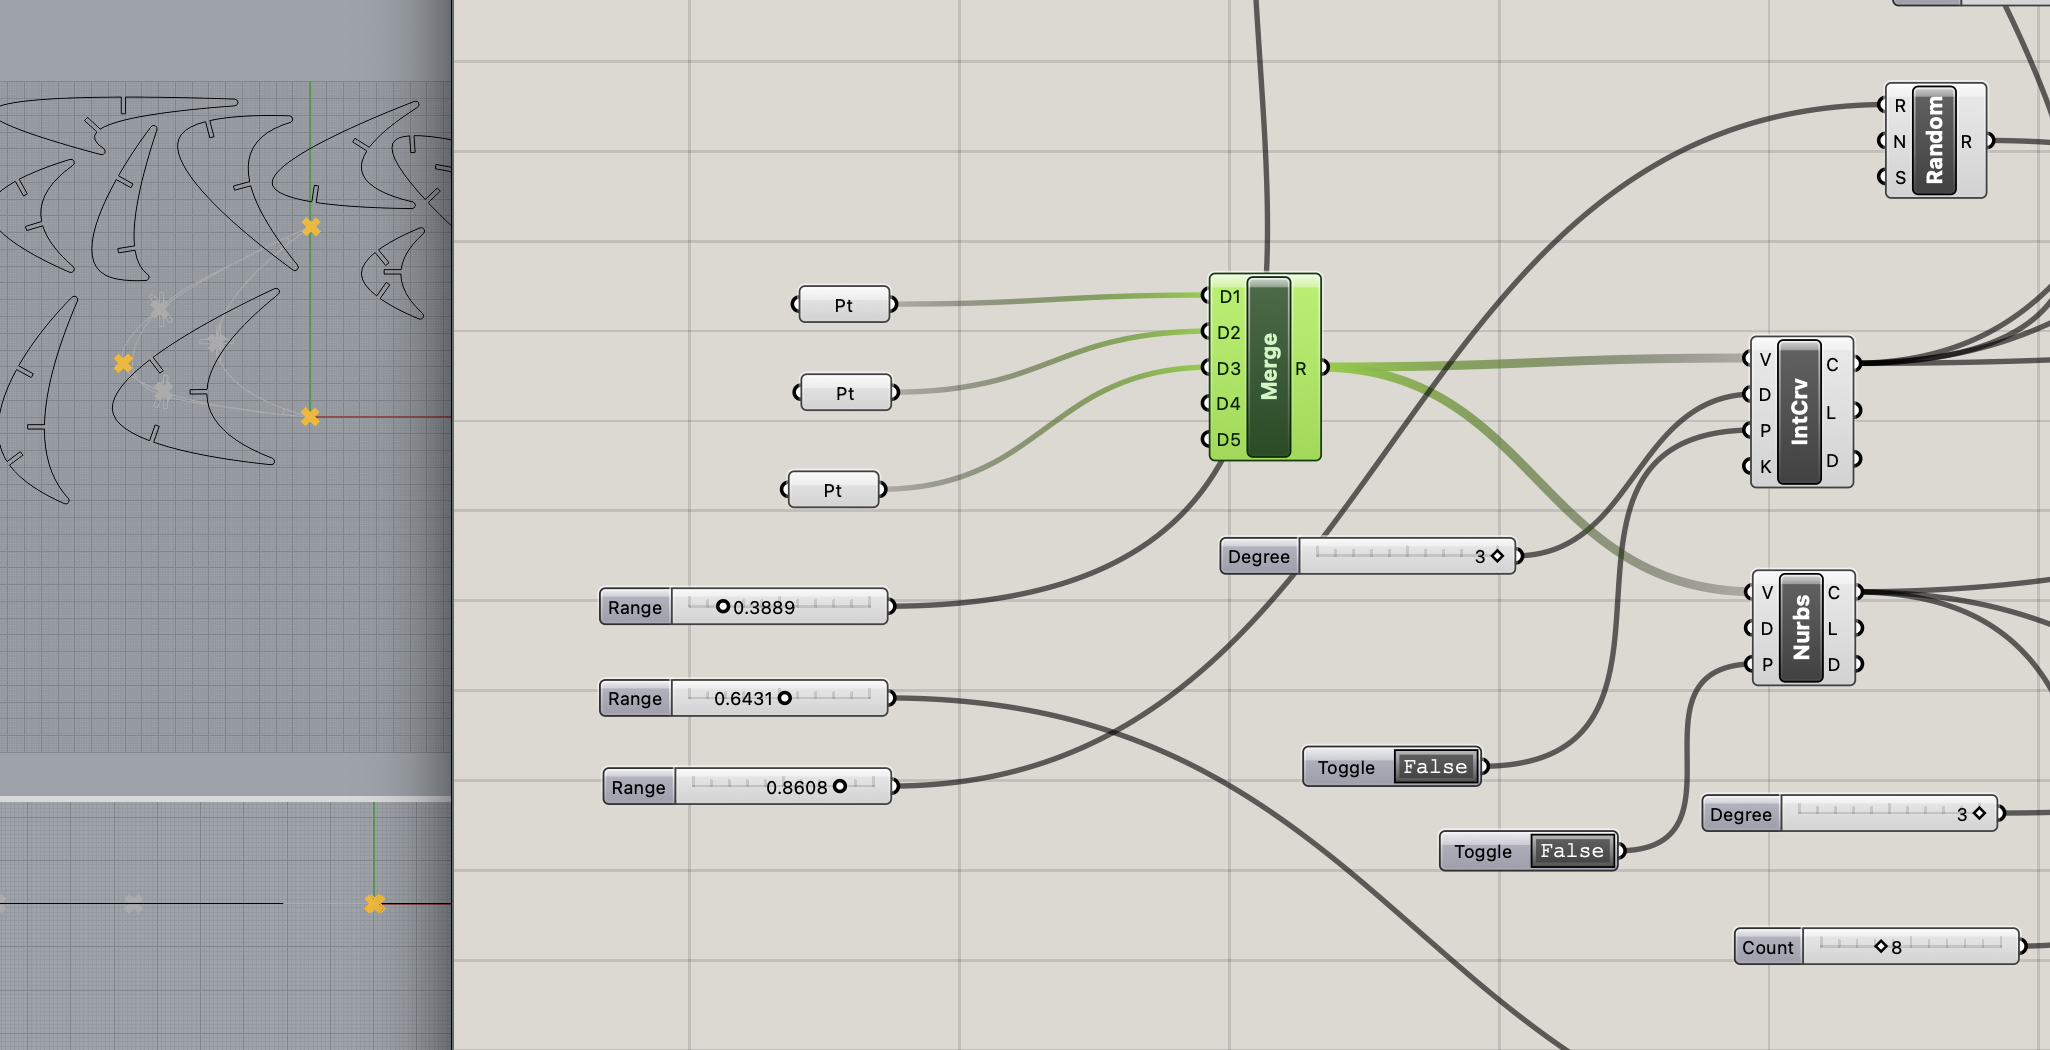 R
N
S
Random
R
Pt
Pt
Pt
D1
D2
D3
D4
D5
Merge
R
V
D
P
K
IntCrv
C
L
D
Degree 3
Range 0.3889
V
D
P
Nurbs
C
L
D
Range 0.6431
Range 0.8608
Toggle False
Degree 3
Toggle False
Count 8